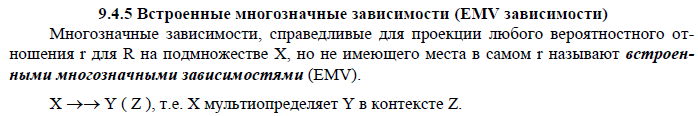 9.4.5 Встроенные многозначные зависимости (EMV зависимости)
Многозначные зависимости, справедливые для проекции любого вероятностного от-
ношения r для R на подмножестве X, но не имеющего места в самом r называют встроен-
ными многозначными зависимостями (EMV).
X →→ Y ( Z ), т.е. X мультиопределяет Y в контексте Z.